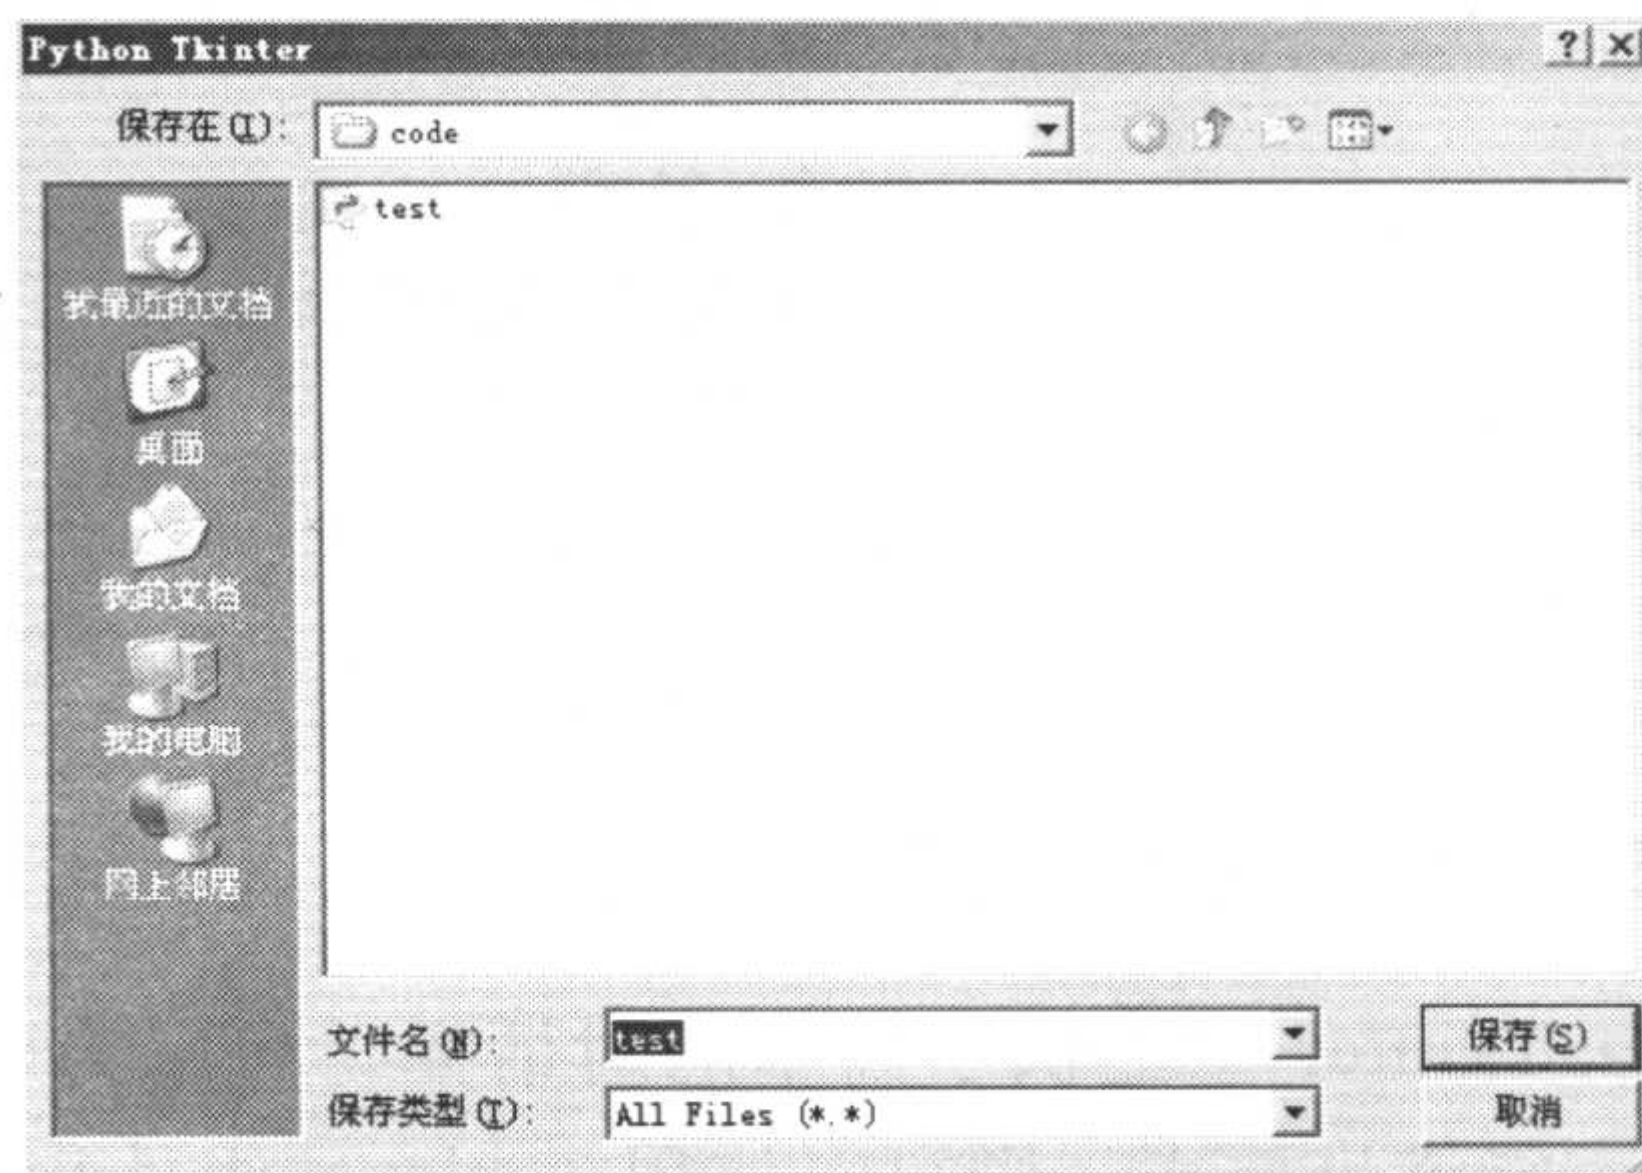 Python Tkinter
保存在(I):
code
test
我最近的文档
桌面
我的文档
我的电脑
网上邻居
文件名(N):
test
保存(S)
保存类型(T):
All Files (*.*)
取消